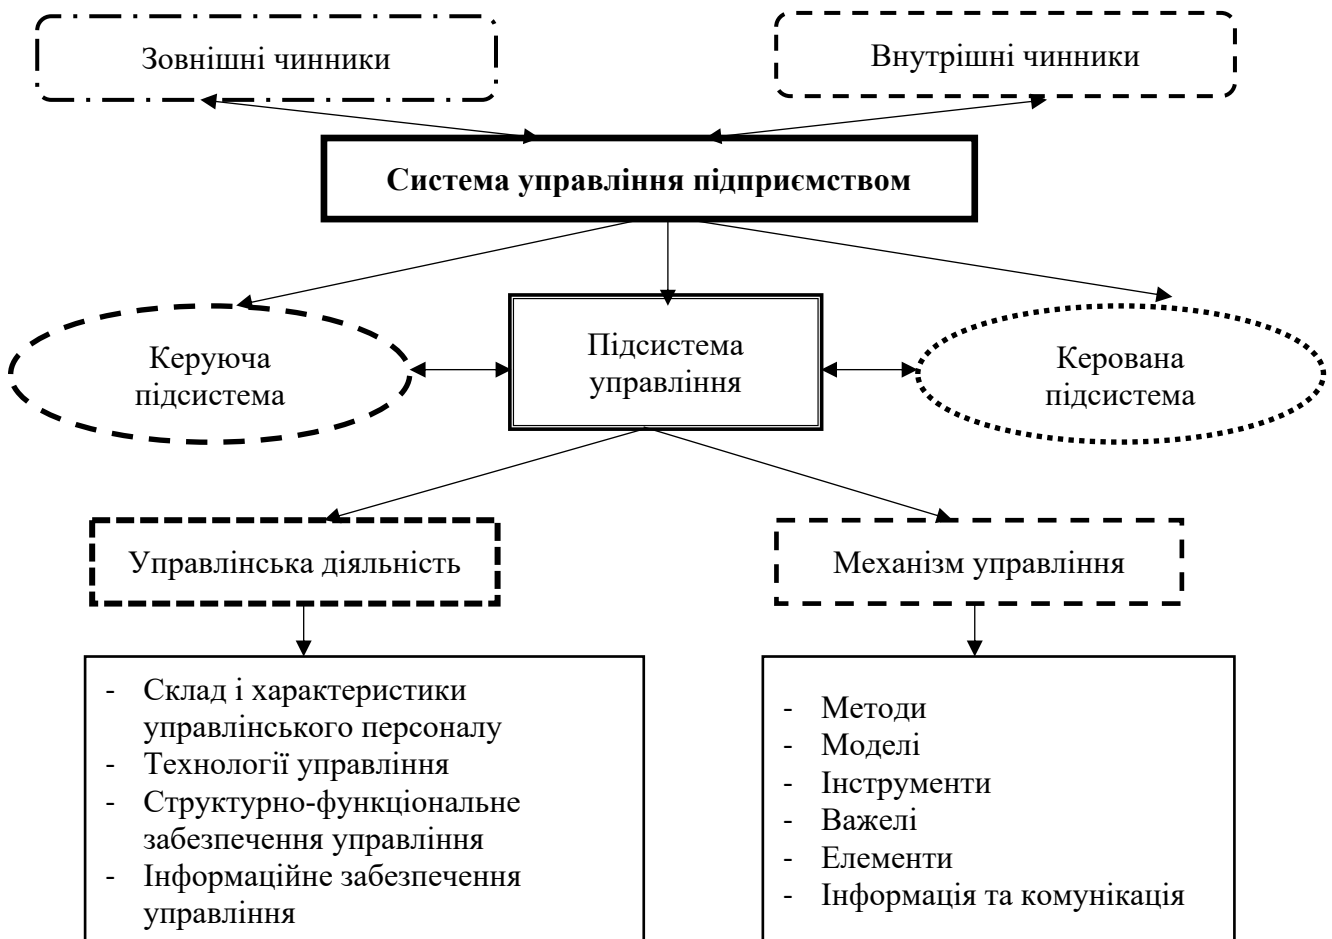 Зовнішні чинники
Внутрішні чинники
Система управління підприємством
Керуюча
підсистема
Підсистема
управління
Керована
підсистема
Управлінська діяльність
Механізм управління
- Склад і характеристики
управлінського персоналу
- Технології управління
- Структурно-функціональне
забезпечення управління
- Інформаційне забезпечення
управління
- Методи
- Моделі
- Інструменти
- Важелі
- Елементи
- Інформація та комунікація